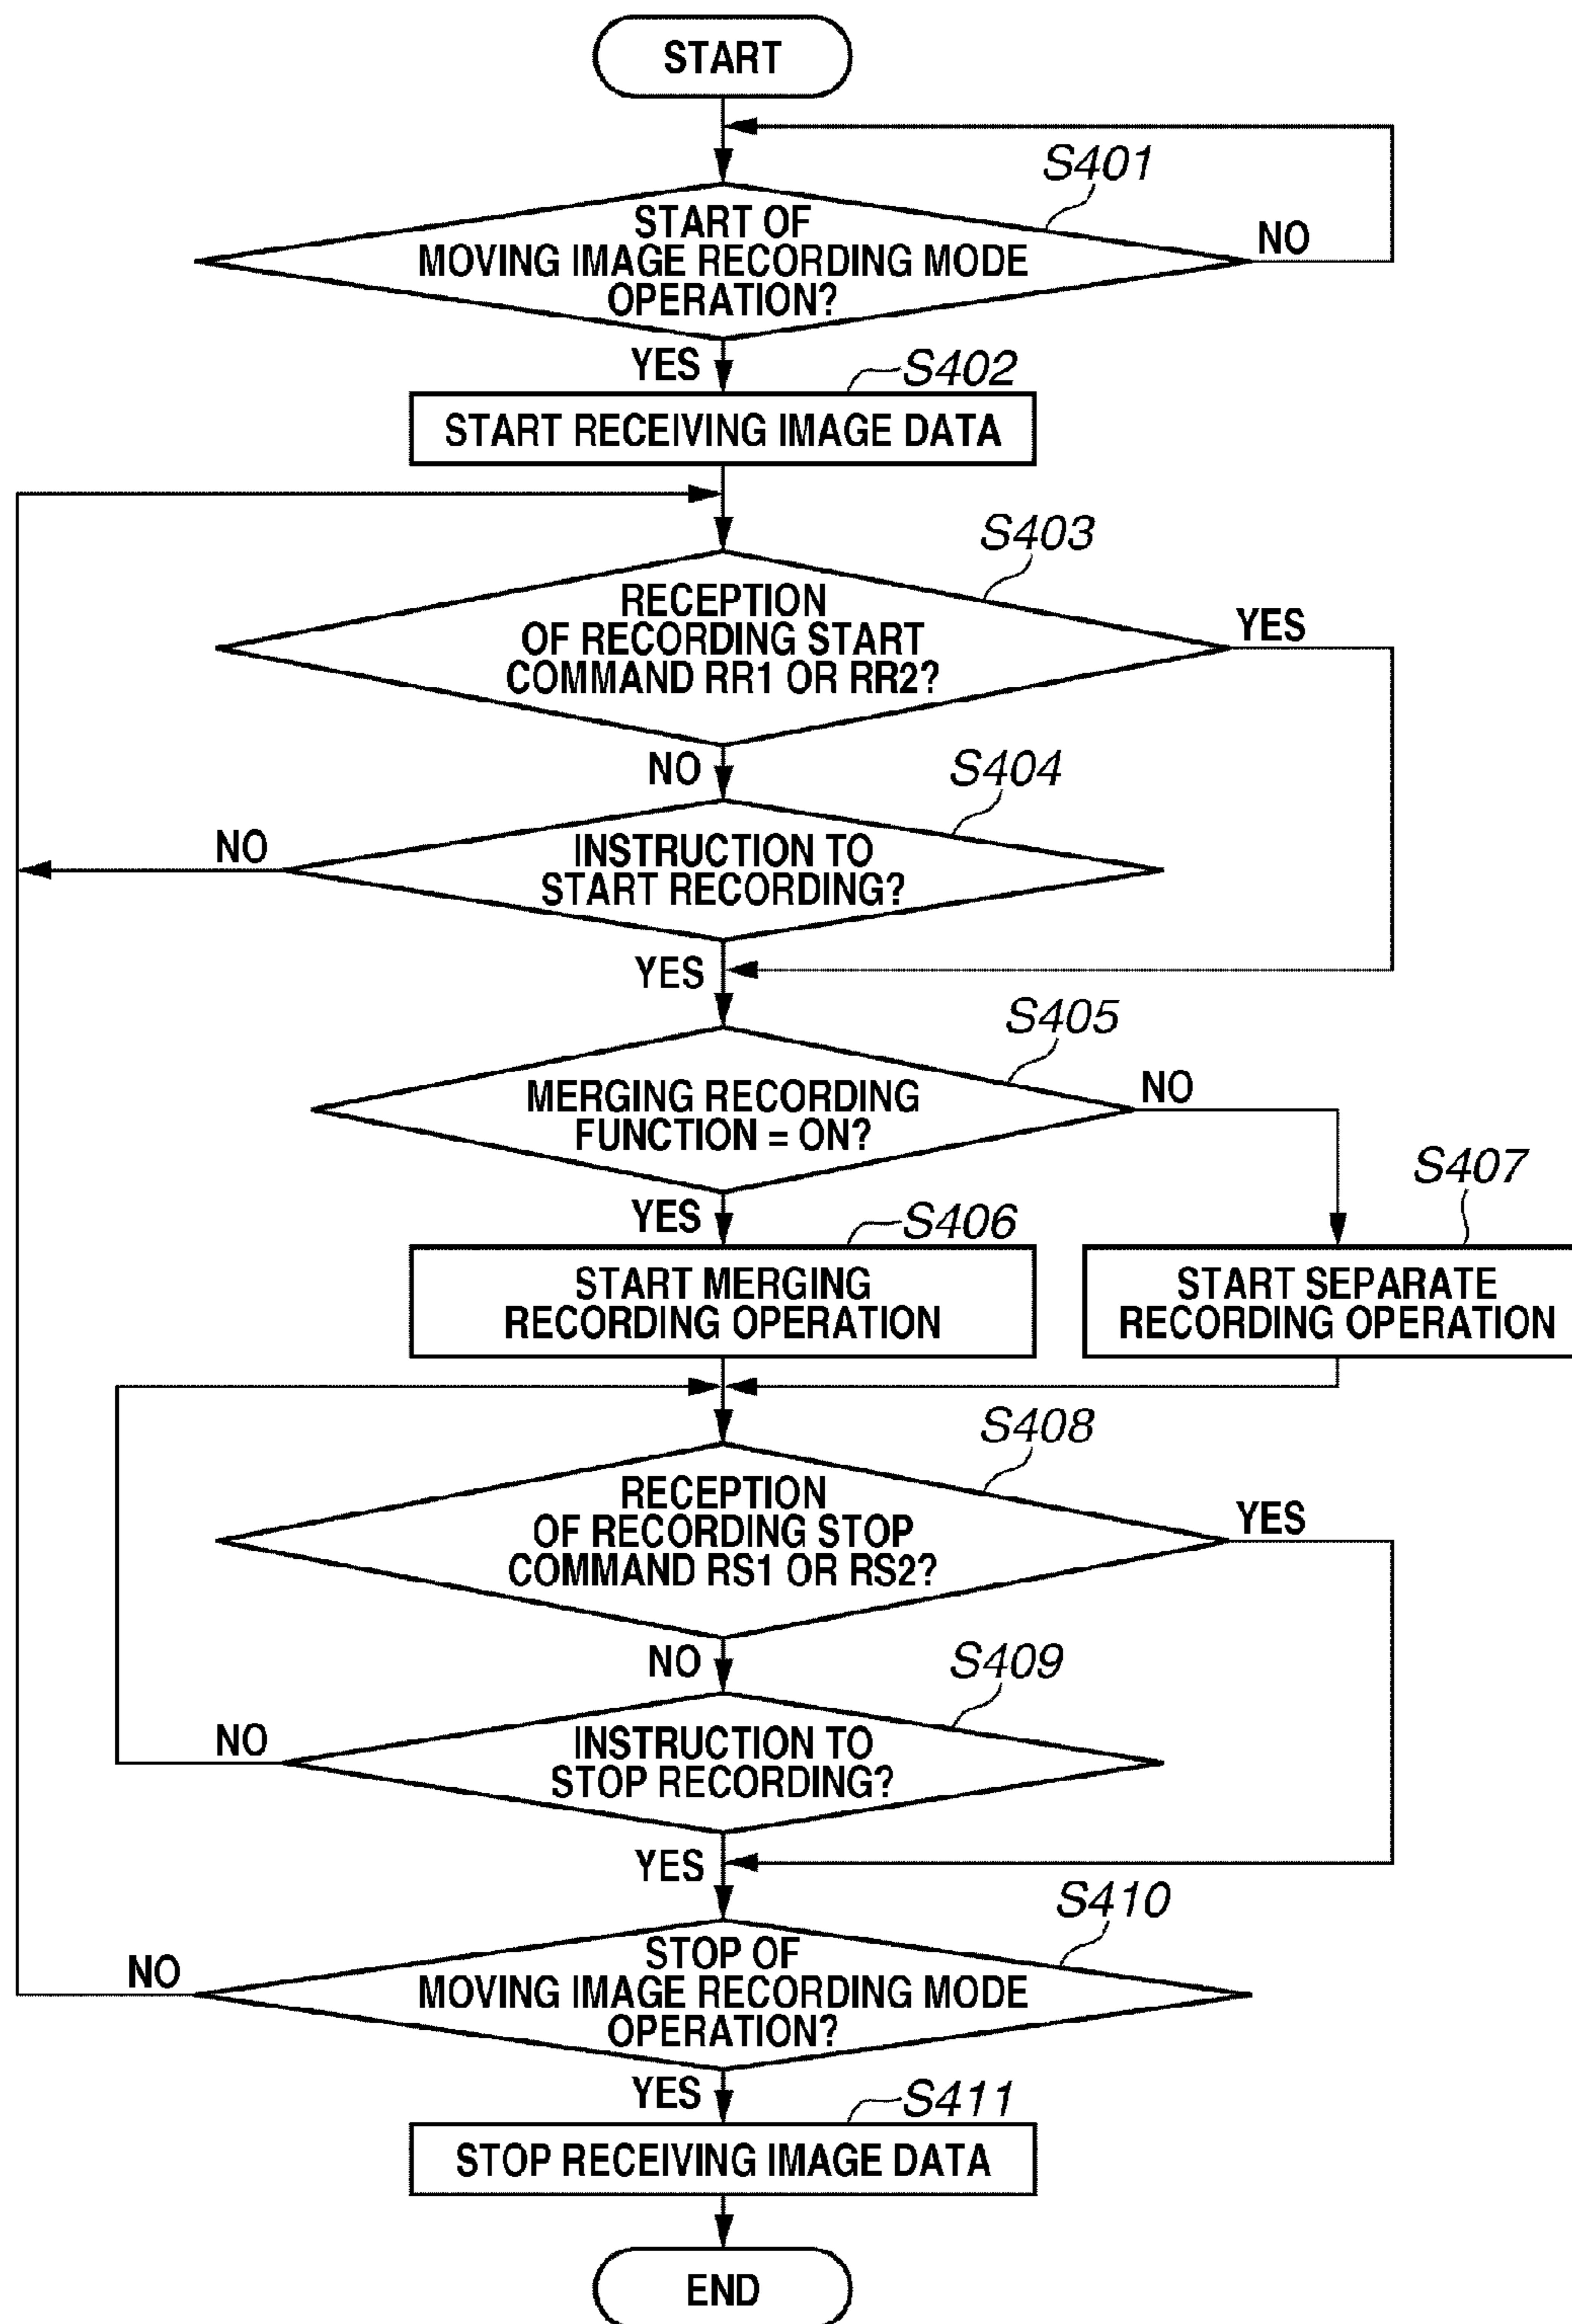 START
S401
START OF
MOVING IMAGE RECORDING MODE
OPERATION?
NO
YES
S402
START RECEIVING IMAGE DATA
S403
RECEPTION
OF RECORDING START
COMMAND RR1 OR RR2?
YES
NO
S404
INSTRUCTION TO
START RECORDING?
NO
YES
S405
MERGING RECORDING
FUNCTION = ON?
NO
YES
S406
START MERGING
RECORDING OPERATION
S407
START SEPARATE
RECORDING OPERATION
S408
RECEPTION
OF RECORDING STOP
COMMAND RS1 OR RS2?
YES
NO
S409
INSTRUCTION TO
STOP RECORDING?
NO
YES
S410
STOP OF
MOVING IMAGE RECORDING MODE
OPERATION?
NO
YES
S411
STOP RECEIVING IMAGE DATA
END